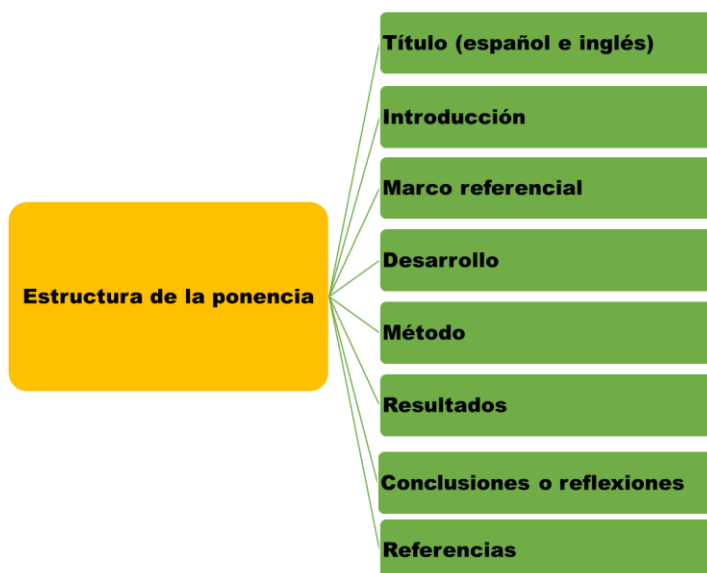 Estructura de la ponencia
Título (español e inglés)
Introducción
Marco referencial
Desarrollo
Método
Resultados
Conclusiones o reflexiones
Referencias